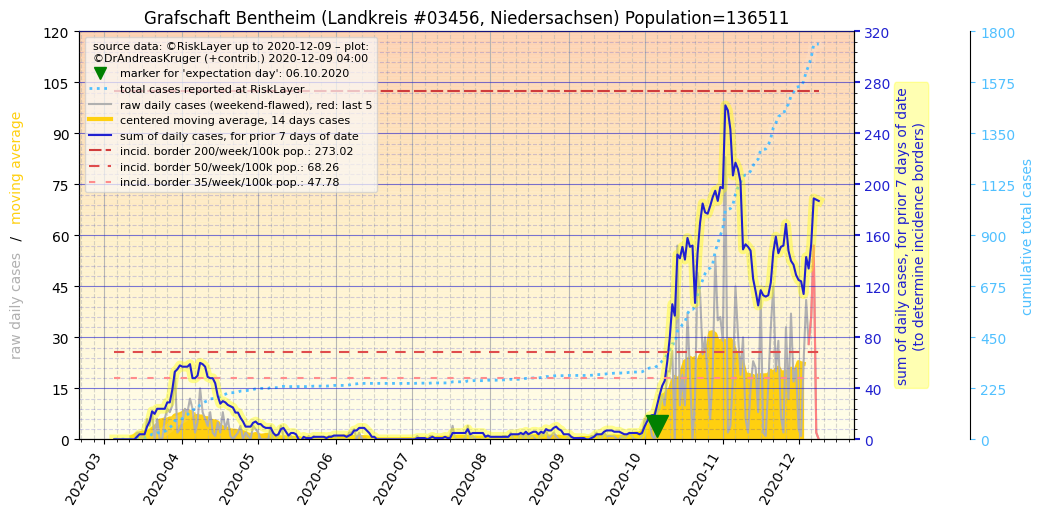 Grafschaft Bentheim (Landkreis #03456, Niedersachsen) Population=136511
source data: ©RiskLayer up to 2020-12-09 – plot:
©DrAndreasKruger (+contrib.) 2020-12-09 04:00
marker for 'expectation day': 06.10.2020
total cases reported at RiskLayer
raw daily cases (weekend-flawed), red: last 5
centered moving average, 14 days cases
sum of daily cases, for prior 7 days of date
incid. border 200/week/100k pop.: 273.02
incid. border 50/week/100k pop.: 68.26
incid. border 35/week/100k pop.: 47.78
raw daily cases / moving average
120
105
90
75
60
45
30
15
0
2020-03
2020-04
2020-05
2020-06
2020-07
2020-08
2020-09
2020-10
2020-11
2020-12
320
280
240
200
160
120
80
40
0
sum of daily cases, for prior 7 days of date
(to determine incidence borders)
1800
1575
1350
1125
900
675
450
225
0
cumulative total cases